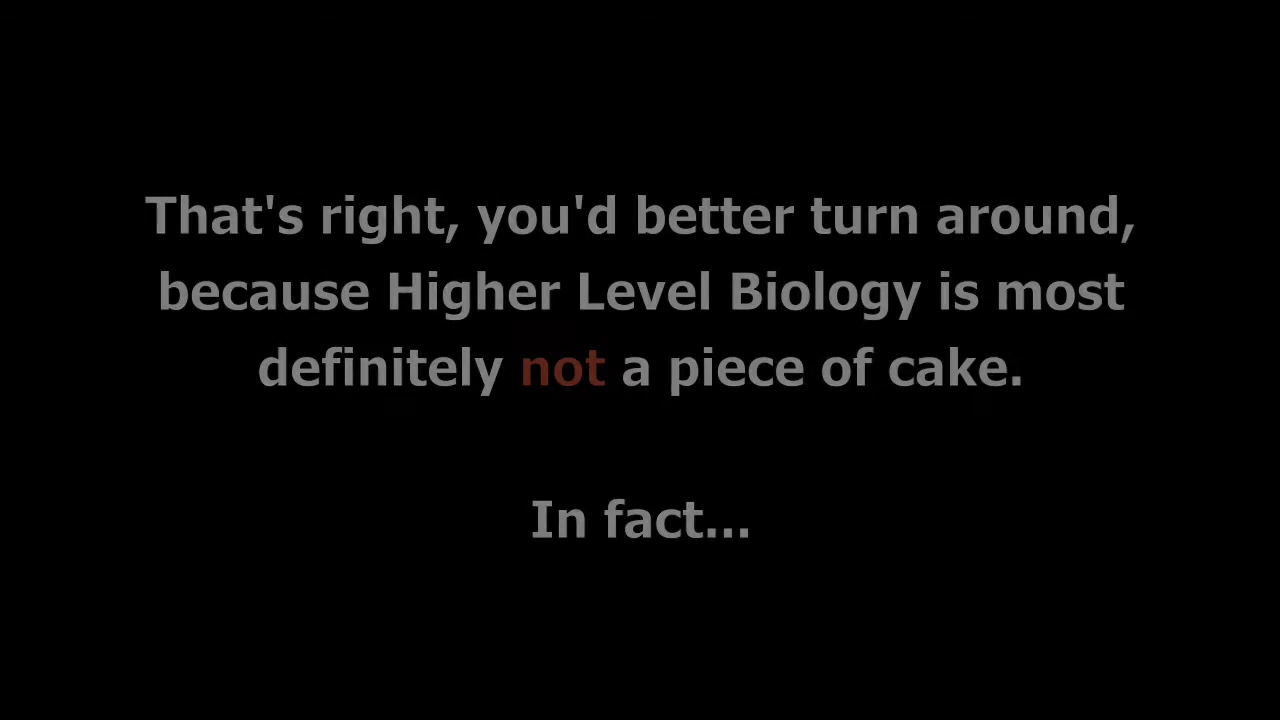 That's right, you'd better turn around,
because Higher Level Biology is most
definitely not a piece of cake.
In fact...